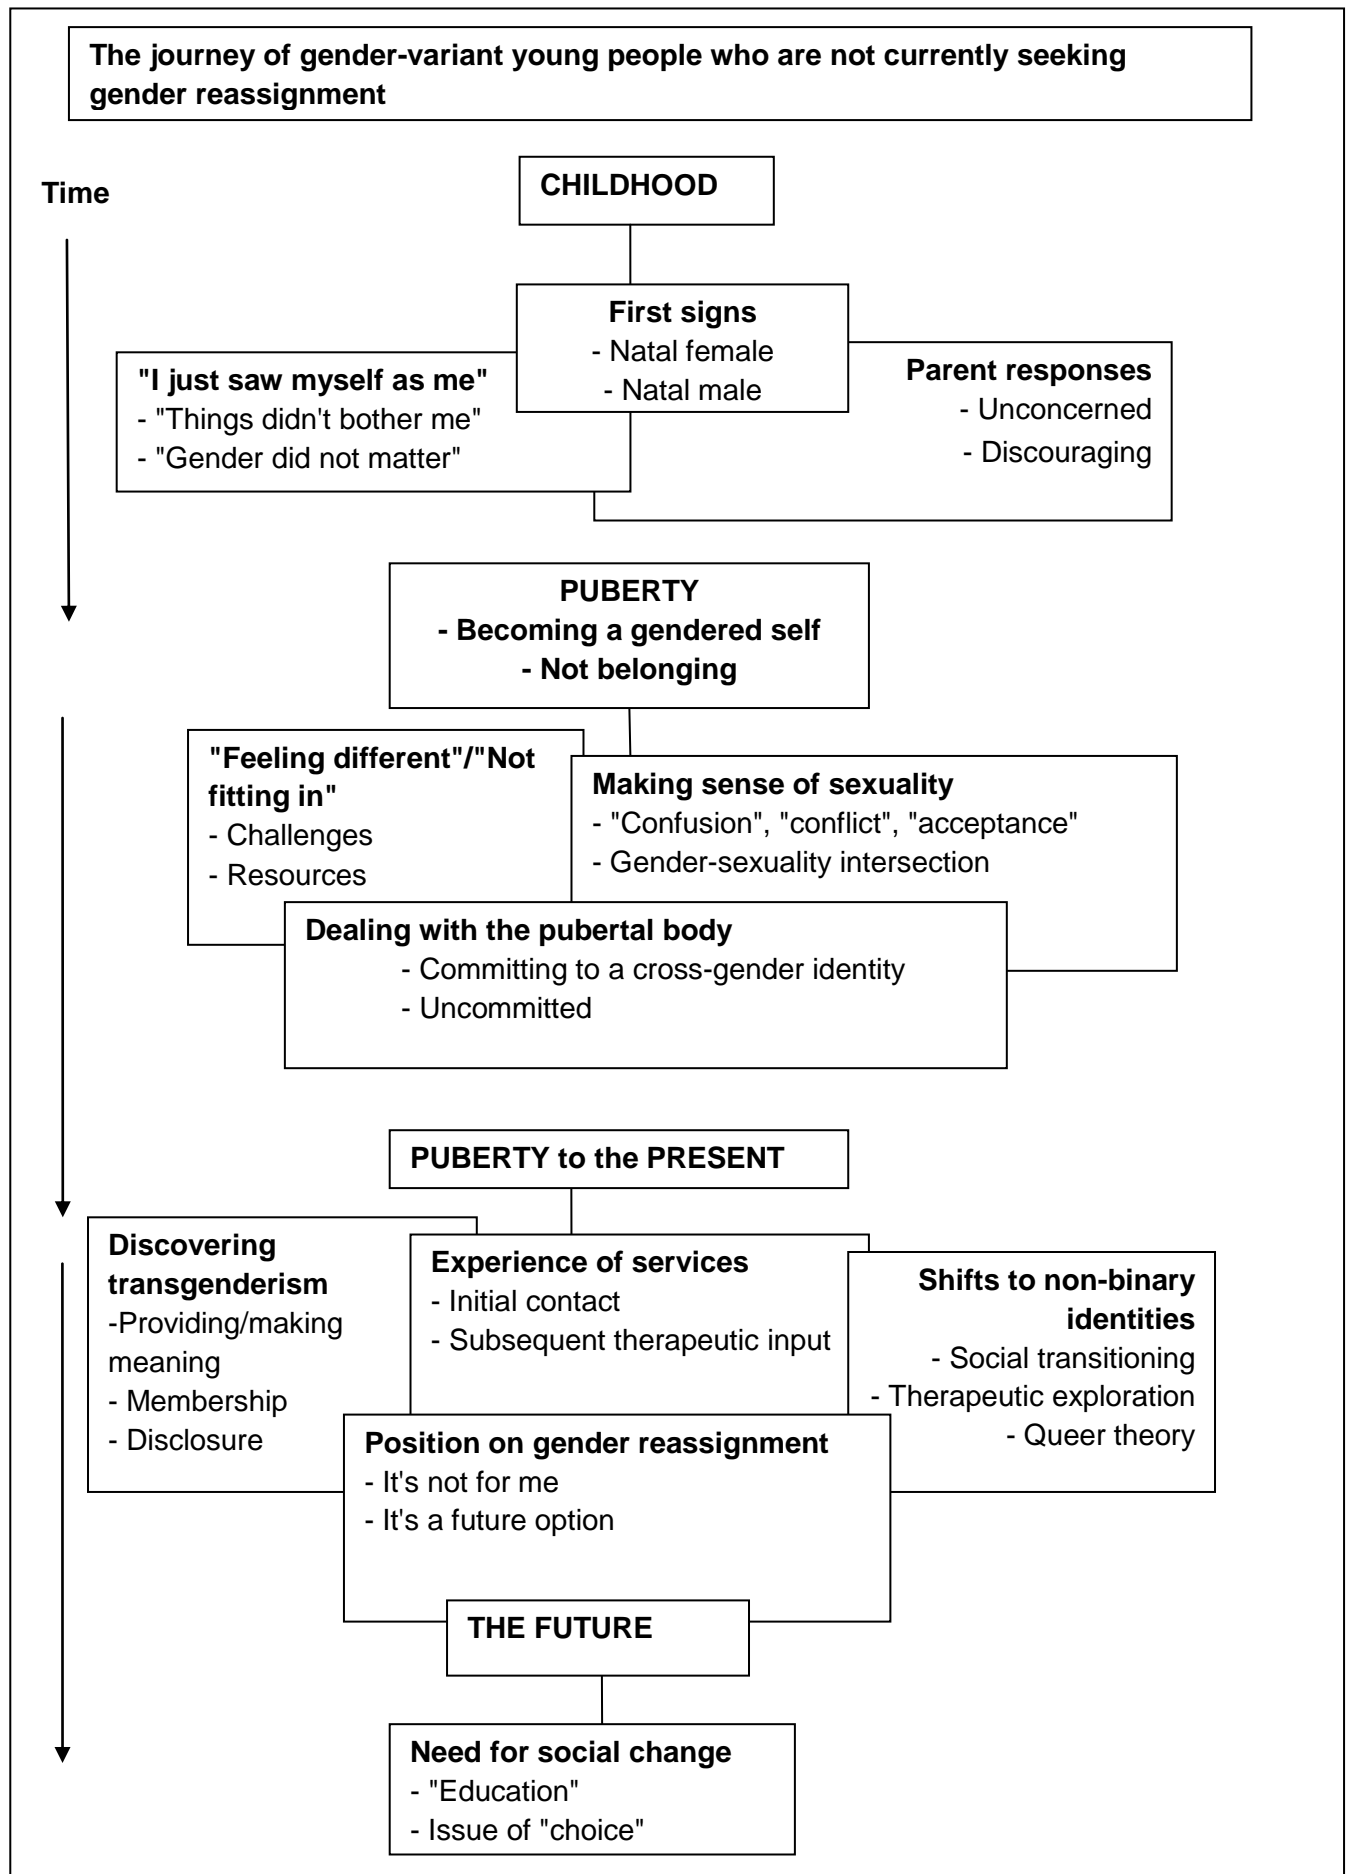 The journey of gender-variant young people who are not currently seeking
gender reassignment
Time
CHILDHOOD
First signs
- Natal female
- Natal male
"I just saw myself as me"
- "Things didn't bother me"
- "Gender did not matter"
Parent responses
- Unconcerned
- Discouraging
PUBERTY
- Becoming a gendered self
- Not belonging
"Feeling different"/"Not
fitting in"
- Challenges
- Resources
Making sense of sexuality
- "Confusion", "conflict", "acceptance"
- Gender-sexuality intersection
Dealing with the pubertal body
- Committing to a cross-gender identity
- Uncommitted
PUBERTY to the PRESENT
Discovering
transgenderism
-Providing/making
meaning
- Membership
- Disclosure
Experience of services
- Initial contact
- Subsequent therapeutic input
Shifts to non-binary
identities
- Social transitioning
- Therapeutic exploration
- Queer theory
Position on gender reassignment
- It's not for me
- It's a future option
THE FUTURE
Need for social change
- "Education"
- Issue of "choice"